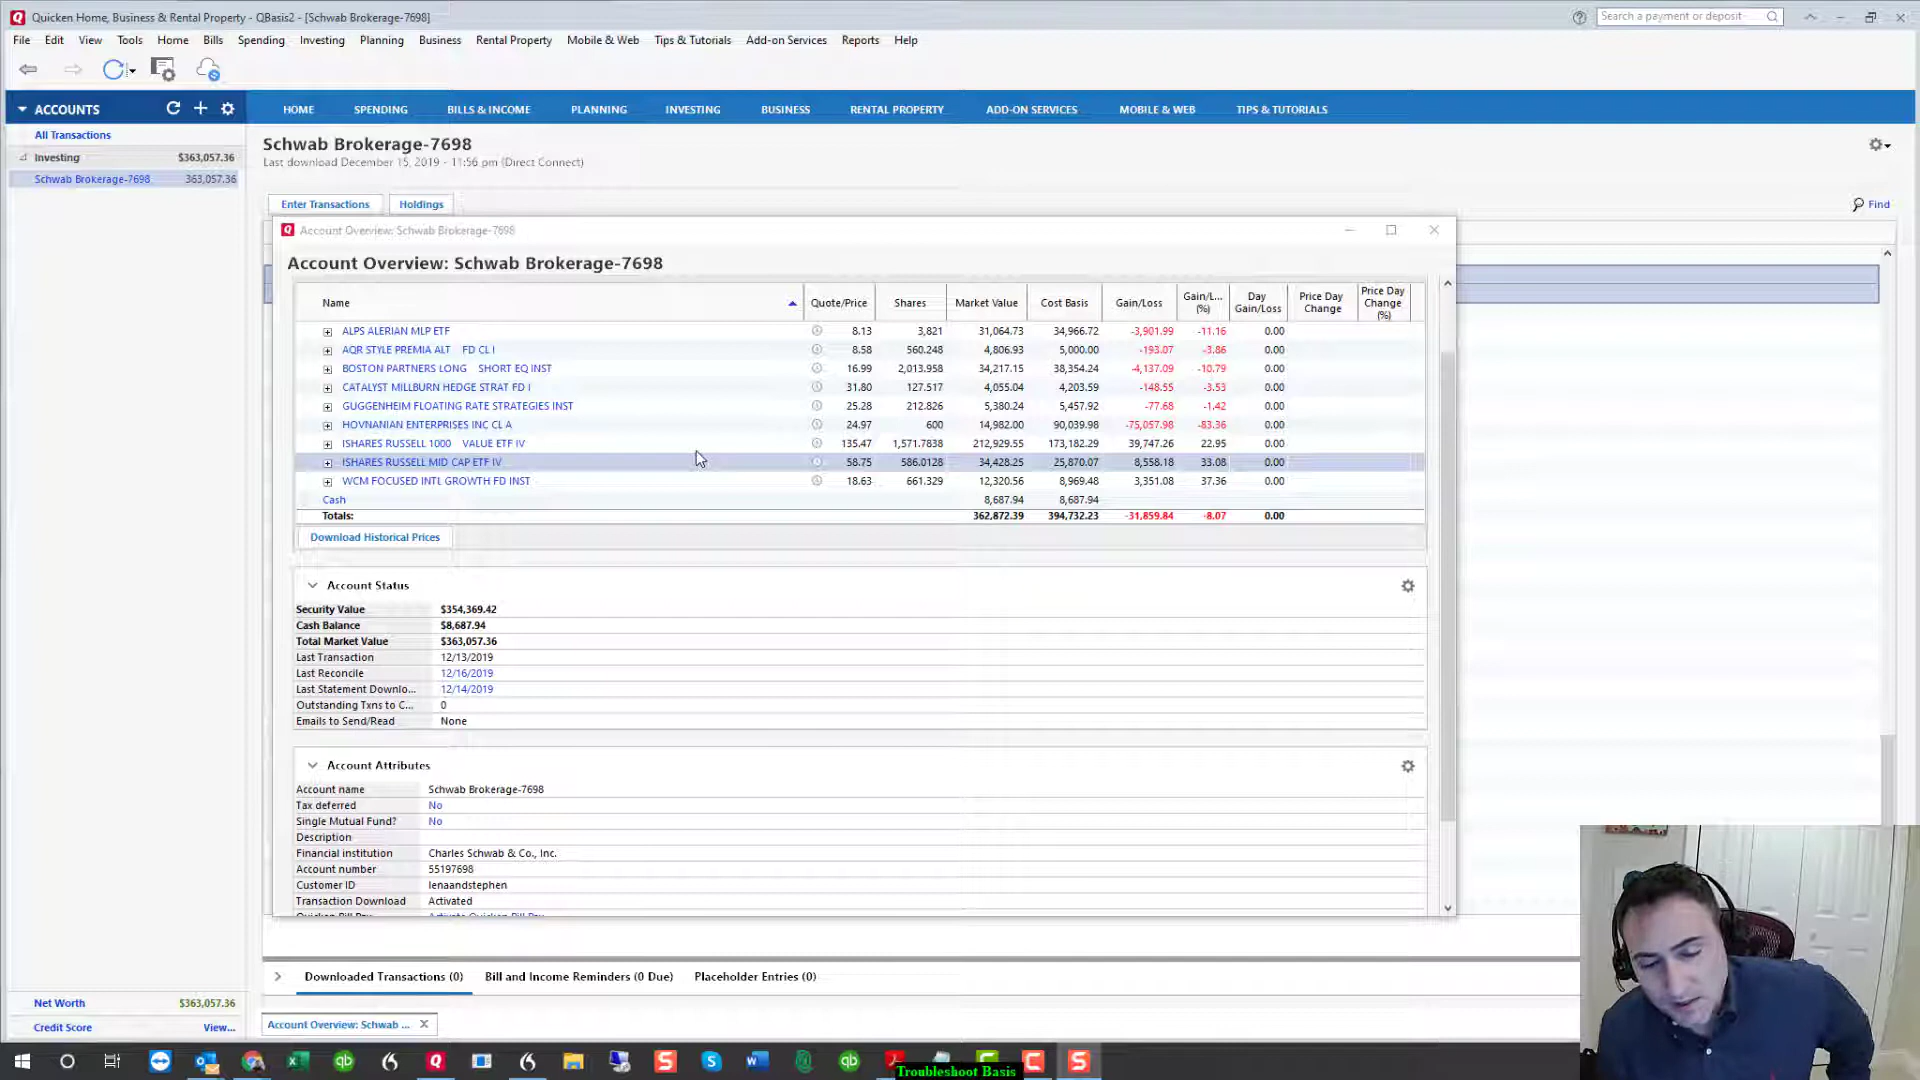 Quicken Home, Business & Rental Property - QBasis2 - [Schwab Brokerage-7698]
Search a payment or deposit
File Edit View Tools Home Bills Spending Investing Planning Business Rental Property Mobile & Web Tips & Tutorials Add-on Services Reports Help
ACCOUNTS
HOME SPENDING BILLS & INCOME PLANNING INVESTING BUSINESS RENTAL PROPERTY ADD-ON SERVICES MOBILE & WEB TIPS & TUTORIALS
All Transactions
Investing $363,057.36
Schwab Brokerage-7698 363,057.36
Schwab Brokerage-7698
Last download December 15, 2019 - 11:56 pm (Direct Connect)
Enter Transactions Holdings Find
Account Overview: Schwab Brokerage-7698
Account Overview: Schwab Brokerage-7698
Name Quote/Price Shares Market Value Cost Basis Gain/Loss Gain/L... (%) Day Gain/Loss Price Day Change Price Day Change (%)
ALPS ALERIAN MLP ETF 8.13 3,821 31,064.73 34,966.72 -3,901.99 -11.16 0.00
AQR STYLE PREMIA ALT FD CL I 8.58 560.248 4,806.93 5,000.00 -193.07 -3.86 0.00
BOSTON PARTNERS LONG SHORT EQ INST 16.99 2,013.958 34,217.15 38,354.24 -4,137.09 -10.79 0.00
CATALYST MILLBURN HEDGE STRAT FD I 31.80 127.517 4,055.04 4,203.59 -148.55 -3.53 0.00
GUGGENHEIM FLOATING RATE STRATEGIES INST 25.28 212.826 5,380.24 5,457.92 -77.68 -1.42 0.00
HOVNANIAN ENTERPRISES INC CL A 24.97 600 14,982.00 90,039.98 -75,057.98 -83.36 0.00
ISHARES RUSSELL 1000 VALUE ETF IV 135.47 1,571.7838 212,929.55 173,182.29 39,747.26 22.95 0.00
ISHARES RUSSELL MID CAP ETF IV 58.75 586.0128 34,428.25 25,870.07 8,558.18 33.08 0.00
WCM FOCUSED INTL GROWTH FD INST 18.63 661.329 12,320.56 8,969.48 3,351.08 37.36 0.00
Cash 8,687.94 8,687.94
Totals: 362,872.39 394,732.23 -31,859.84 -8.07 0.00
Download Historical Prices
Account Status
Security Value $354,369.42
Cash Balance $8,687.94
Total Market Value $363,057.36
Last Transaction 12/13/2019
Last Reconcile 12/16/2019
Last Statement Downlo... 12/14/2019
Outstanding Txns to C... 0
Emails to Send/Read None
Account Attributes
Account name Schwab Brokerage-7698
Tax deferred No
Single Mutual Fund? No
Description
Financial institution Charles Schwab & Co., Inc.
Account number 55197698
Customer ID lenaandstephen
Transaction Download Activated
Quicken Bill Pay Activate Quicken Bill Pay
Downloaded Transactions (0) Bill and Income Reminders (0 Due) Placeholder Entries (0)
Net Worth $363,057.36
Credit Score View...
Account Overview: Schwab ...
Troubleshoot Basis